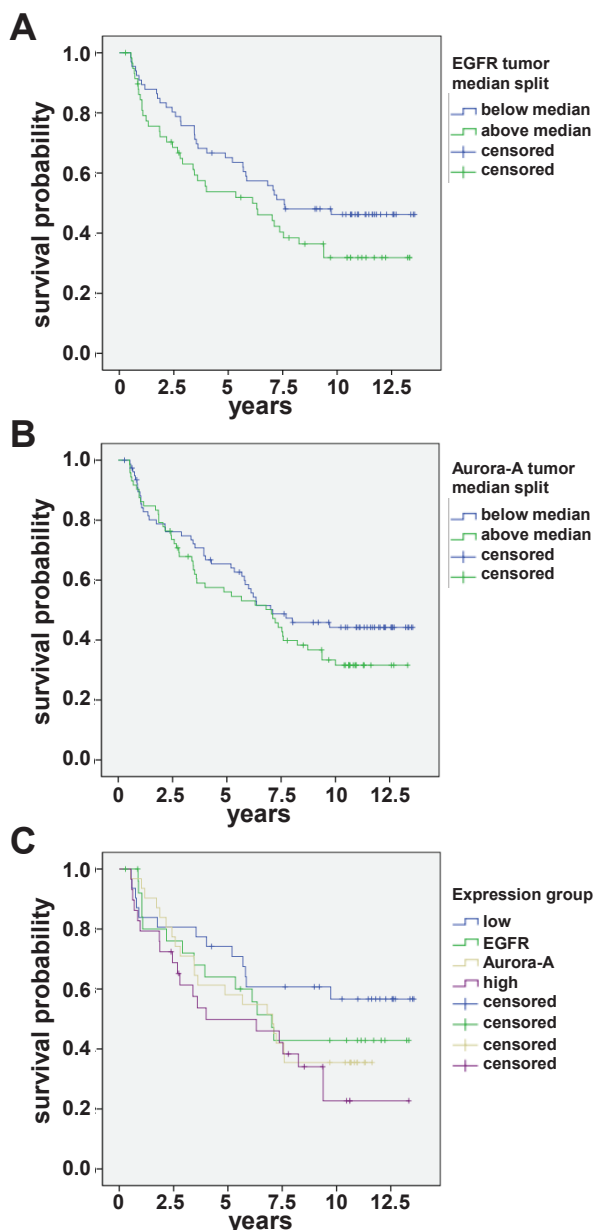 A
EGFR tumor
median split
below median
above median
censored
censored
survival probability
1.0
0.8
0.6
0.4
0.2
0.0
0 2.5 5 7.5 10 12.5
years
B
Aurora-A tumor
median split
below median
above median
censored
censored
survival probability
1.0
0.8
0.6
0.4
0.2
0.0
0 2.5 5 7.5 10 12.5
years
C
Expression group
low
EGFR
Aurora-A
high
censored
censored
censored
censored
survival probability
1.0
0.8
0.6
0.4
0.2
0.0
0 2.5 5 7.5 10 12.5
years